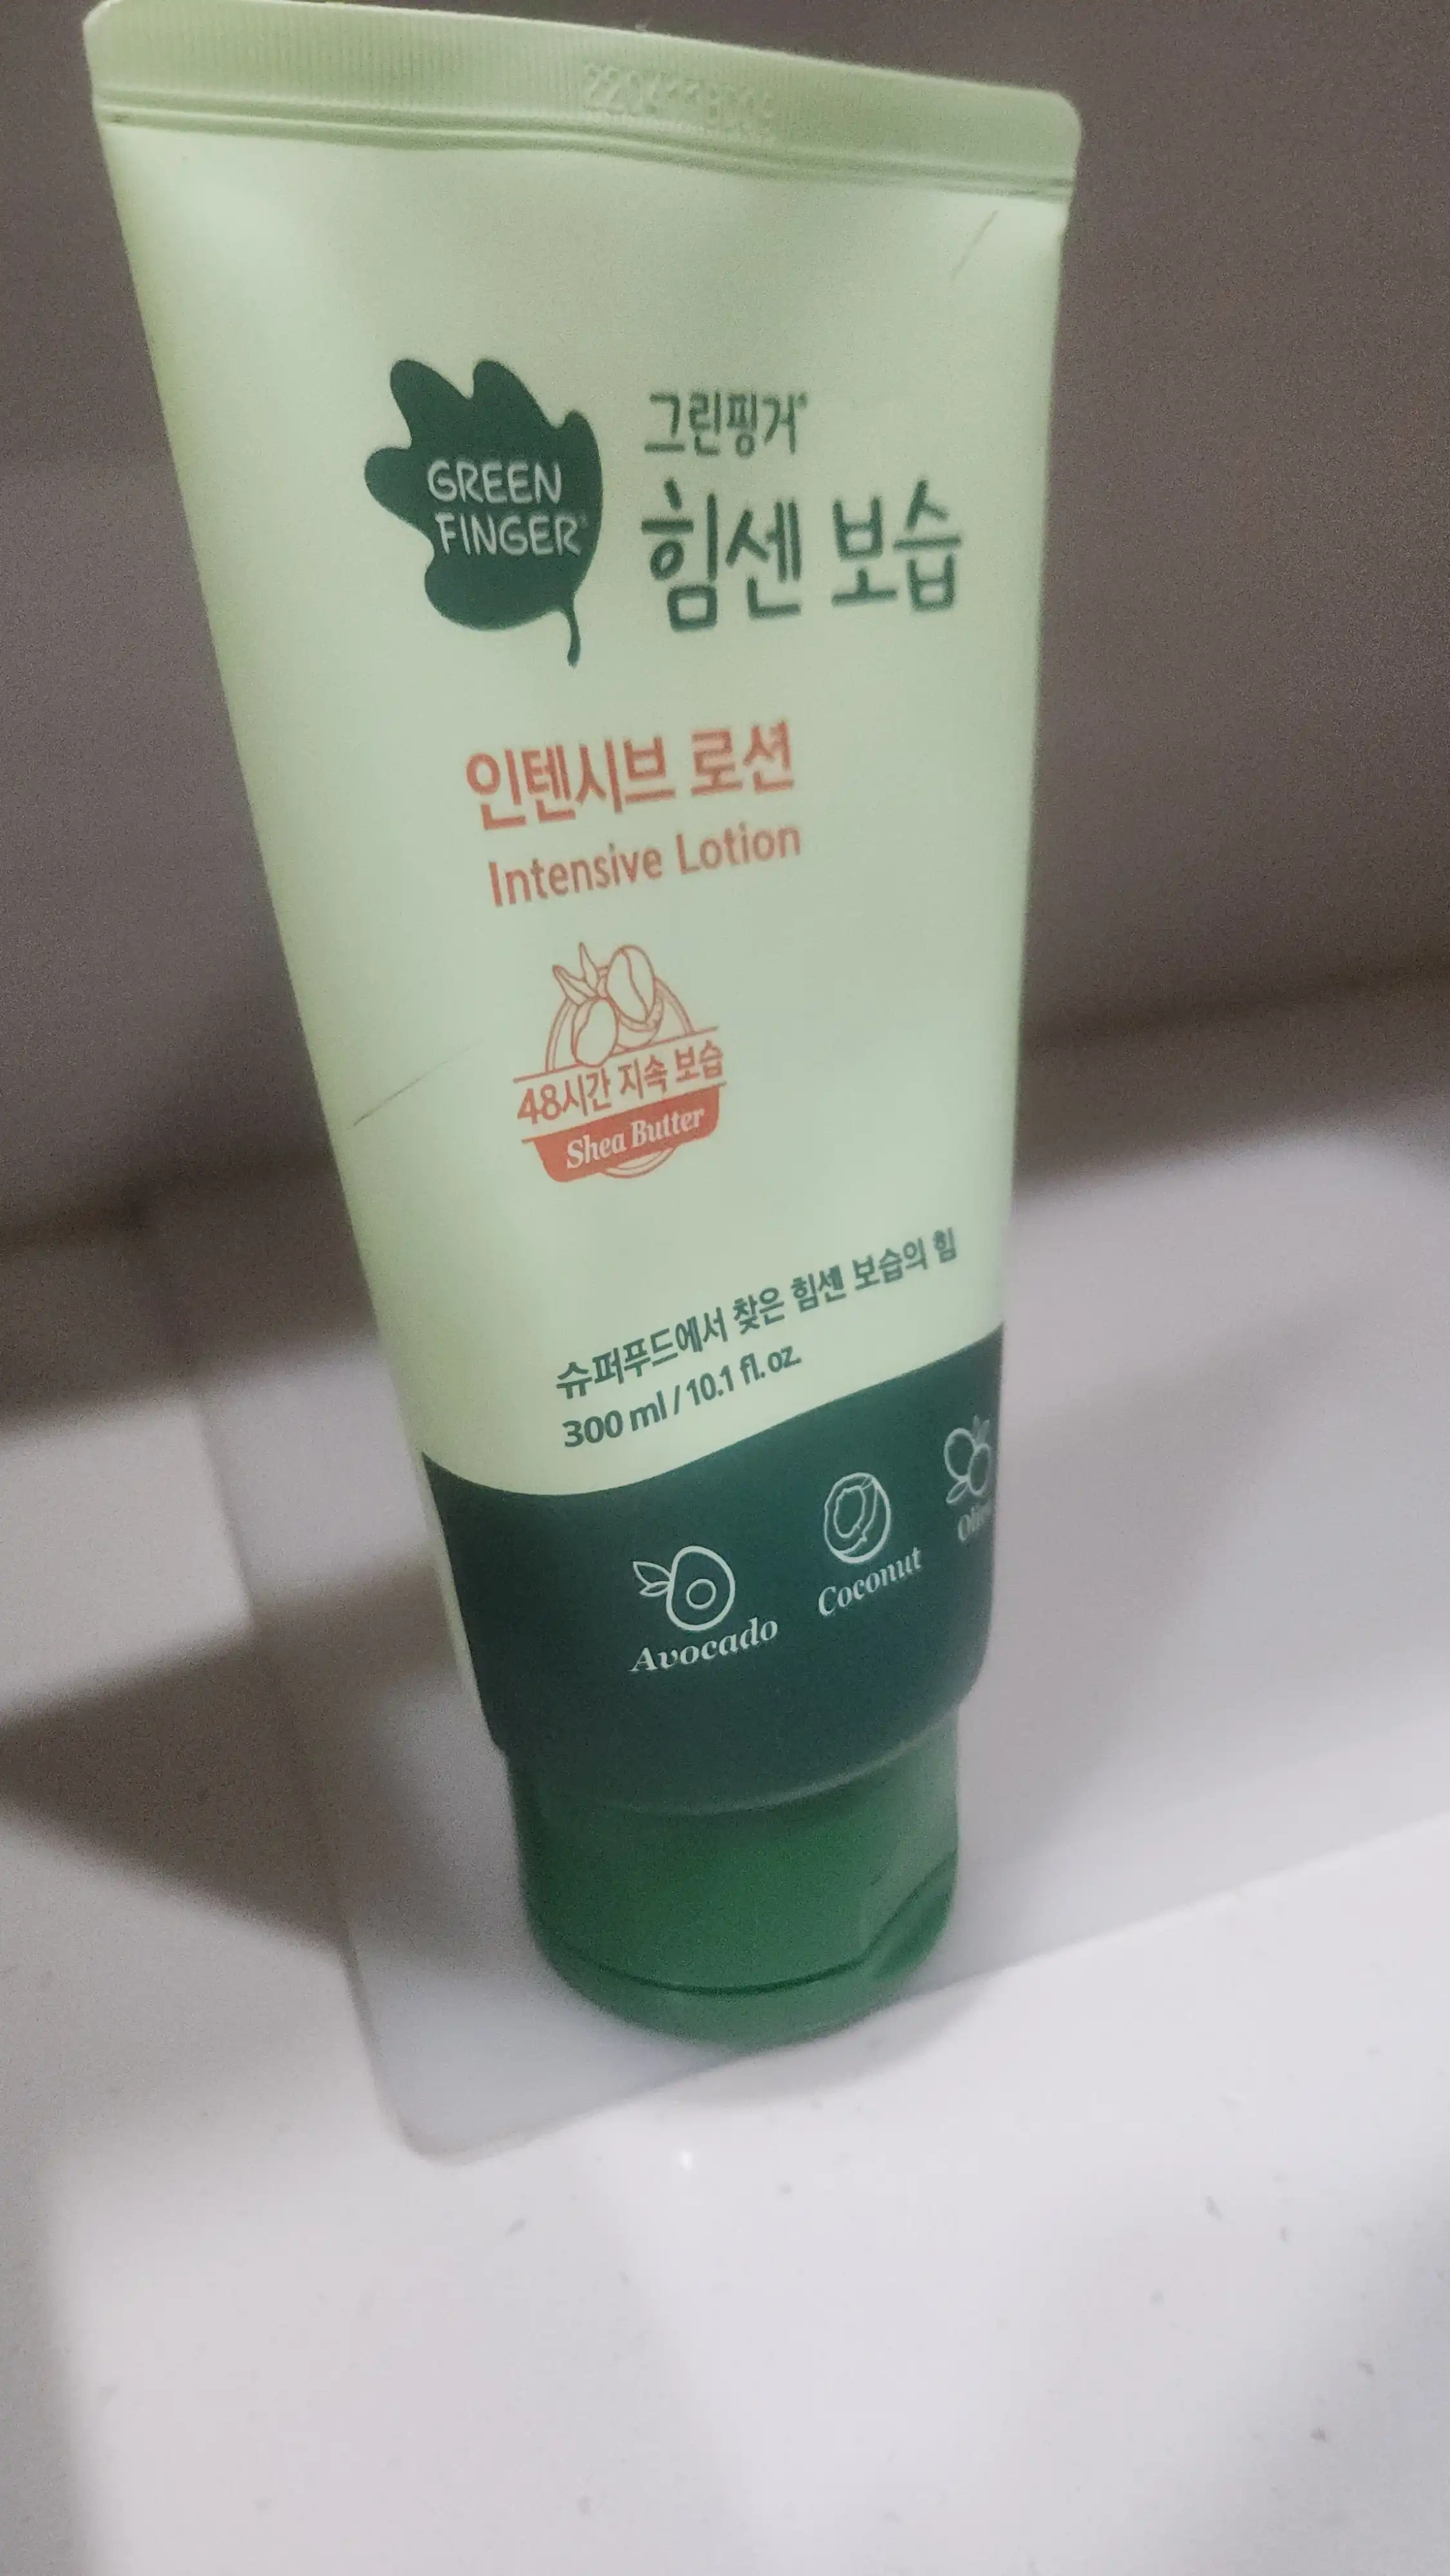 GREEN
FINGER
그린핑거
힘센 보습
인텐시브 로션
Intensive Lotion
48시간 지속 보습
Shea Butter
슈퍼푸드에서 찾은 힘센 보습의 힘
300 ml / 10.1 fl. oz.
Avocado
Coconut